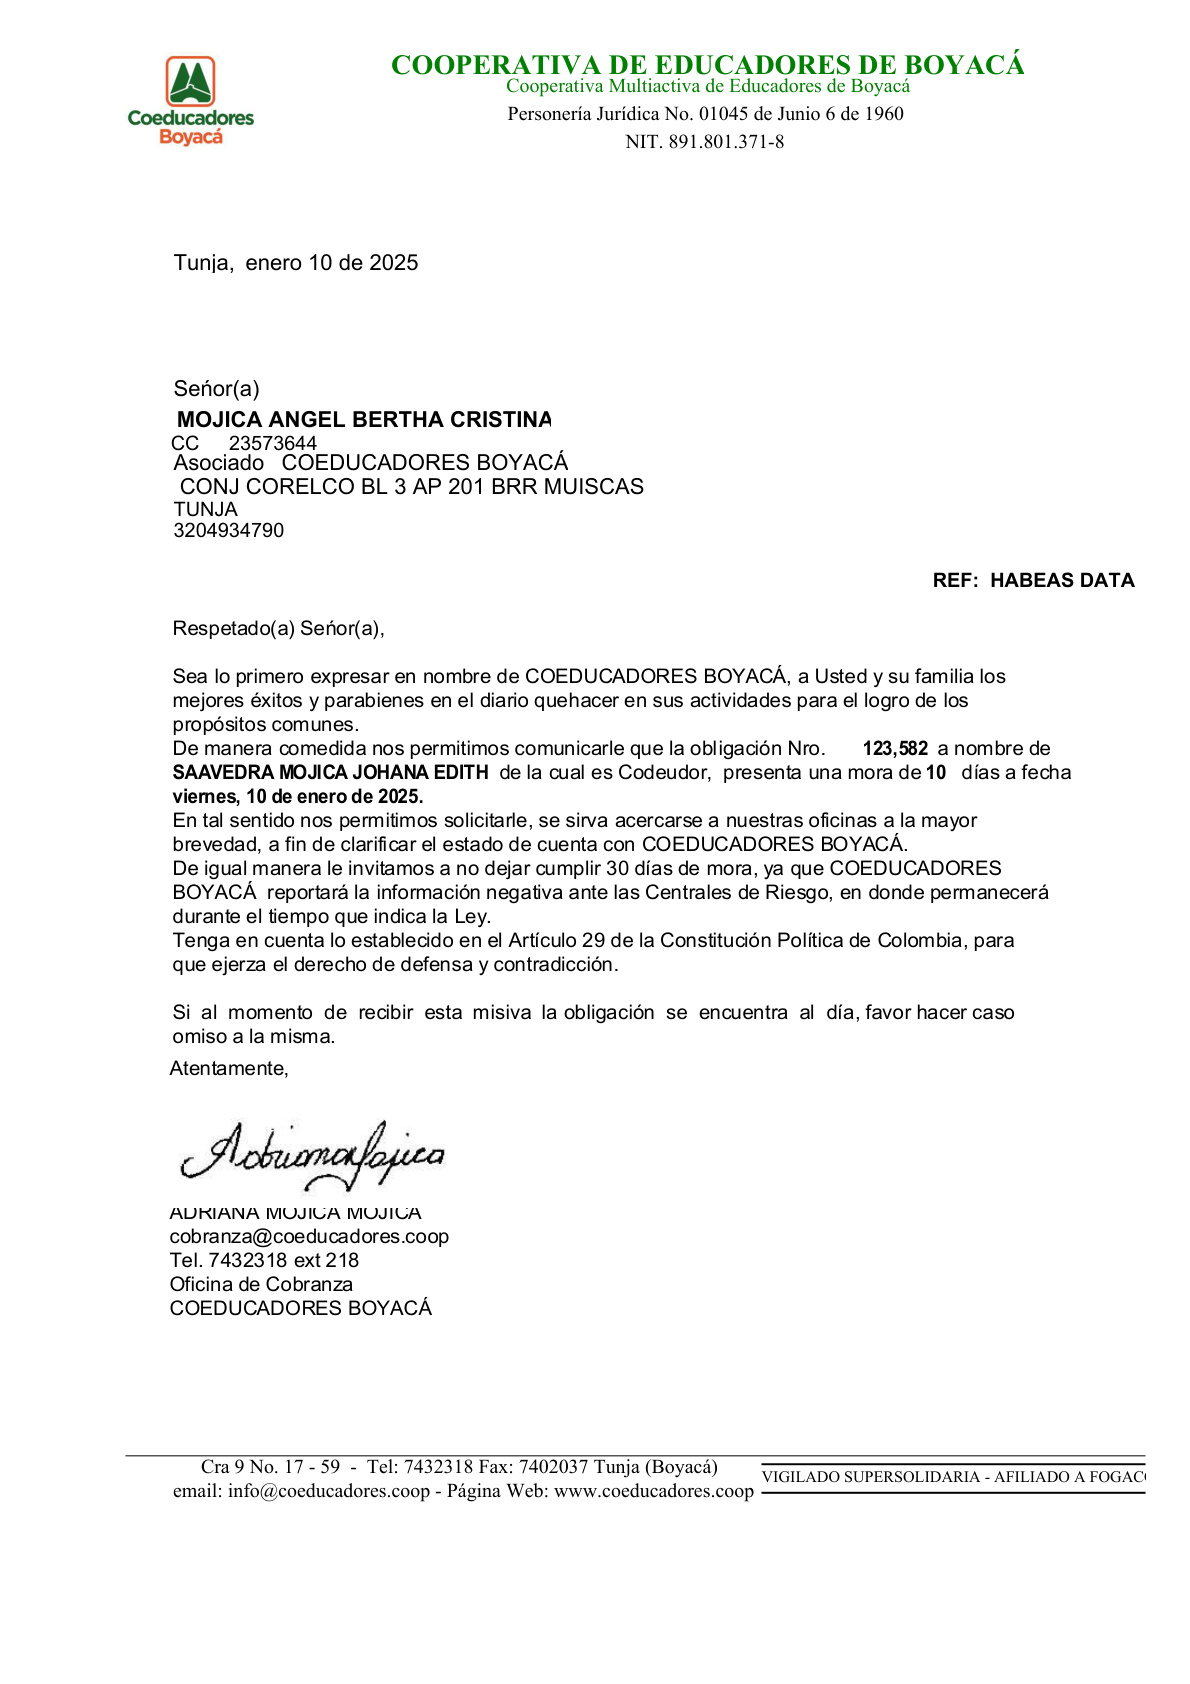 COOPERATIVA DE EDUCADORES DE BOYACÁ
Cooperativa Multiactiva de Educadores de Boyacá
Personería Jurídica No. 01045 de Junio 6 de 1960
NIT. 891.801.371-8
Coeducadores
Boyacá
Tunja, enero 10 de 2025
Seńor(a)
MOJICA ANGEL BERTHA CRISTINA
CC 23573644
Asociado COEDUCADORES BOYACÁ
CONJ CORELCO BL 3 AP 201 BRR MUISCAS
TUNJA
3204934790
REF: HABEAS DATA
Respetado(a) Seńor(a),
Sea lo primero expresar en nombre de COEDUCADORES BOYACÁ, a Usted y su familia los
mejores éxitos y parabienes en el diario quehacer en sus actividades para el logro de los
propósitos comunes.
De manera comedida nos permitimos comunicarle que la obligación Nro. 123,582 a nombre de
SAAVEDRA MOJICA JOHANA EDITH de la cual es Codeudor, presenta una mora de 10 días a fecha
viernes, 10 de enero de 2025.
En tal sentido nos permitimos solicitarle, se sirva acercarse a nuestras oficinas a la mayor
brevedad, a fin de clarificar el estado de cuenta con COEDUCADORES BOYACÁ.
De igual manera le invitamos a no dejar cumplir 30 días de mora, ya que COEDUCADORES
BOYACÁ reportará la información negativa ante las Centrales de Riesgo, en donde permanecerá
durante el tiempo que indica la Ley.
Tenga en cuenta lo establecido en el Artículo 29 de la Constitución Política de Colombia, para
que ejerza el derecho de defensa y contradicción.
Si al momento de recibir esta misiva la obligación se encuentra al día, favor hacer caso
omiso a la misma.
Atentamente,
ADRIANA MOJICA MOJICA
cobranza@coeducadores.coop
Tel. 7432318 ext 218
Oficina de Cobranza
COEDUCADORES BOYACÁ
Cra 9 No. 17 - 59 - Tel: 7432318 Fax: 7402037 Tunja (Boyacá)
email: info@coeducadores.coop - Página Web: www.coeducadores.coop
VIGILADO SUPERSOLIDARIA - AFILIADO A FOGAC